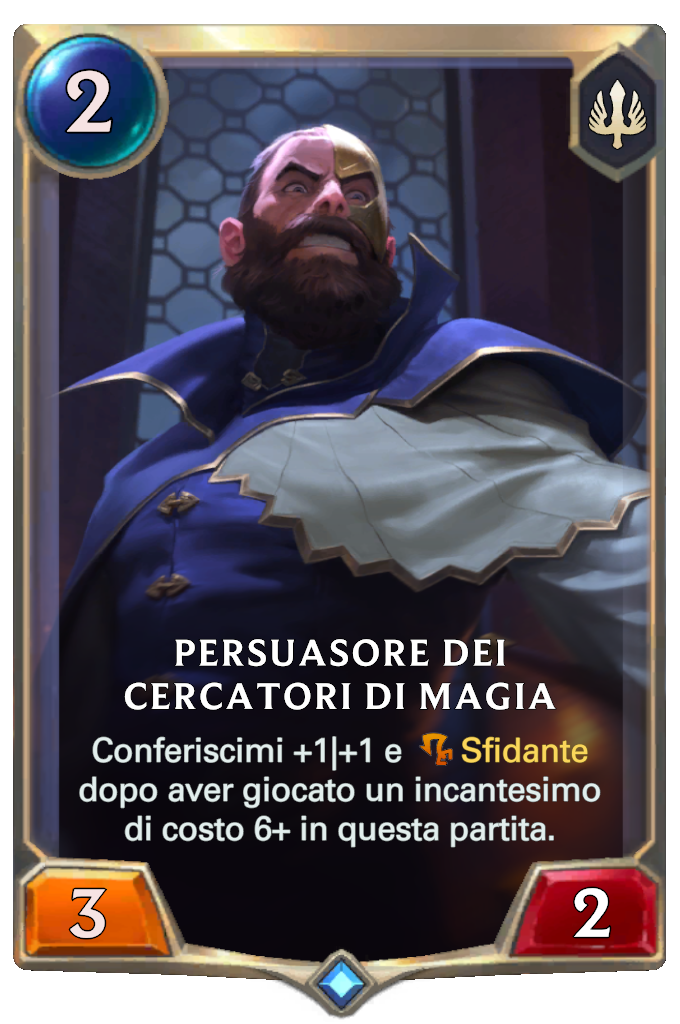 2
PERSUASORE DEI
CERCATORI DI MAGIA
Conferiscimi +1|+1 e Sfidante
dopo aver giocato un incantesimo
di costo 6+ in questa partita.
3
2